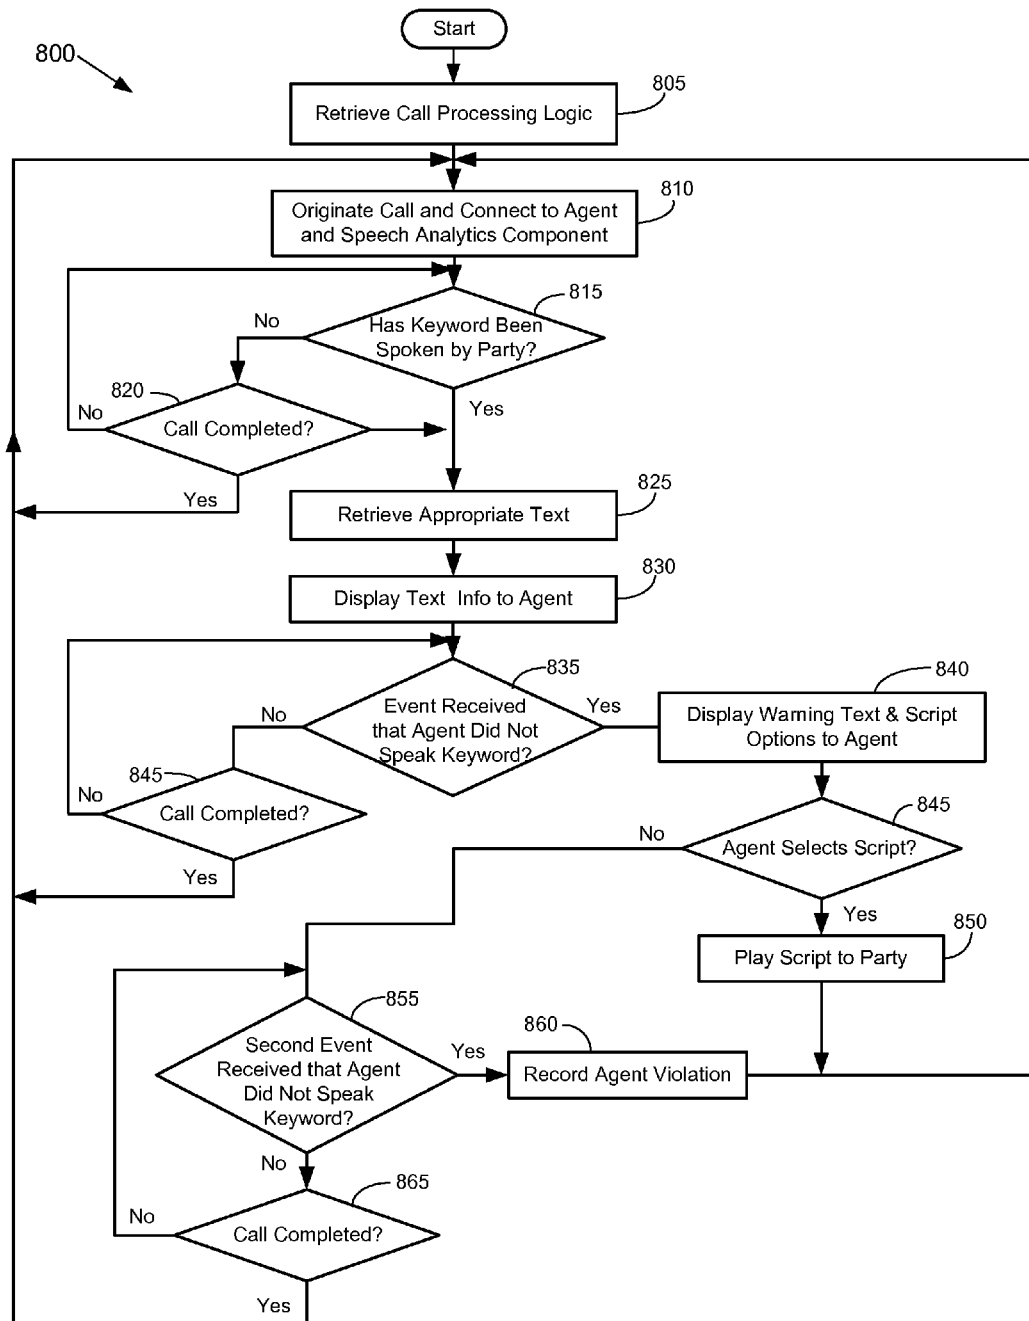 Start
800
Retrieve Call Processing Logic
805
Originate Call and Connect to Agent
and Speech Analytics Component
810
815
Has Keyword Been
Spoken by Party?
No
Yes
820
No
Call Completed?
Yes
825
Retrieve Appropriate Text
830
Display Text Info to Agent
835
Event Received
that Agent Did Not
Speak Keyword?
No
Yes
840
Display Warning Text & Script
Options to Agent
845
No
Call Completed?
Yes
845
No
Agent Selects Script?
Yes
850
Play Script to Party
855
Second Event
Received that Agent
Did Not Speak
Keyword?
Yes
860
Record Agent Violation
No
865
No
Call Completed?
Yes